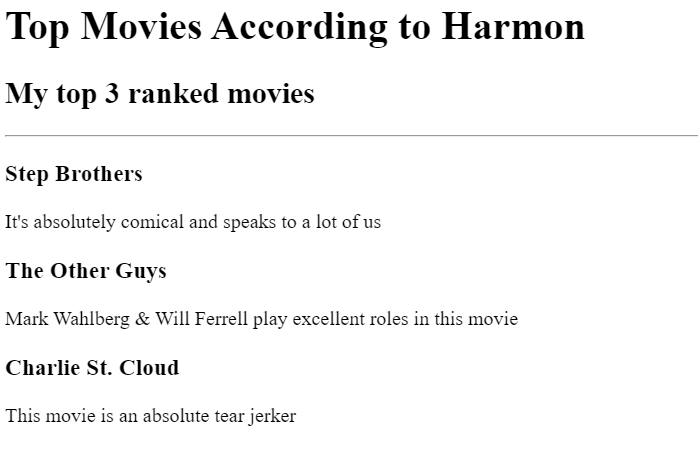 Top Movies According to Harmon
My top 3 ranked movies
Step Brothers
It's absolutely comical and speaks to a lot of us
The Other Guys
Mark Wahlberg & Will Ferrell play excellent roles in this movie
Charlie St. Cloud
This movie is an absolute tear jerker